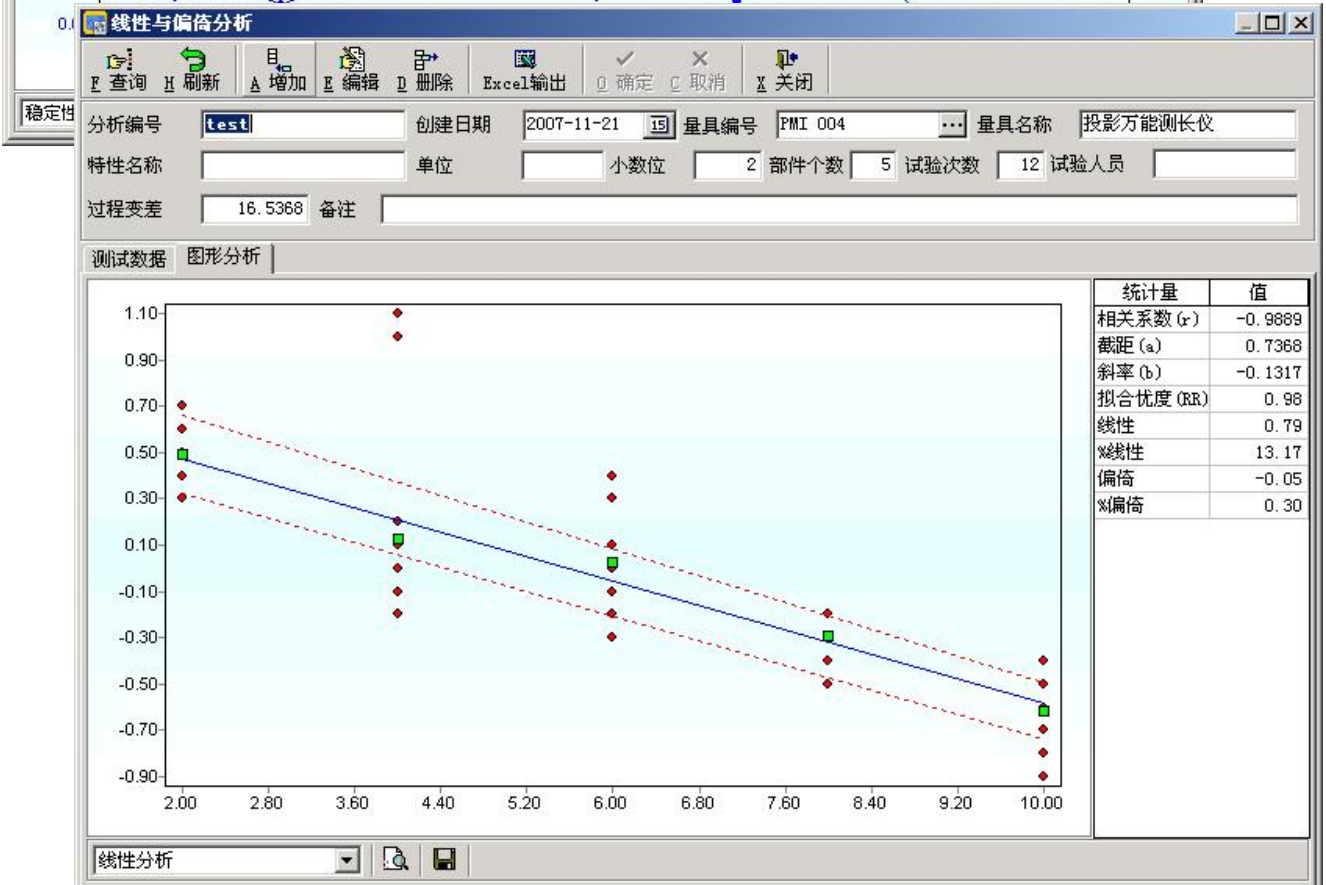 0.0
线性与偏倚分析
F 查询 H 刷新 A 增加 E 编辑 D 删除 Excel输出 O 确定 C 取消 X 关闭
稳定性
分析编号 test 创建日期 2007-11-21 15 量具编号 PMI 004 ... 量具名称 投影万能测长仪
特性名称 单位 小数位 2 部件个数 5 试验次数 12 试验人员
过程变差 16.5368 备注
测试数据 图形分析
1.10
0.90
0.70
0.50
0.30
0.10
-0.10
-0.30
-0.50
-0.70
-0.90
2.00 2.80 3.60 4.40 5.20 6.00 6.80 7.60 8.40 9.20 10.00
统计量 值
相关系数(r) -0.9889
截距(a) 0.7368
斜率(b) -0.1317
拟合忧度(RR) 0.98
线性 0.79
%线性 13.17
偏倚 -0.05
%偏倚 0.30
线性分析